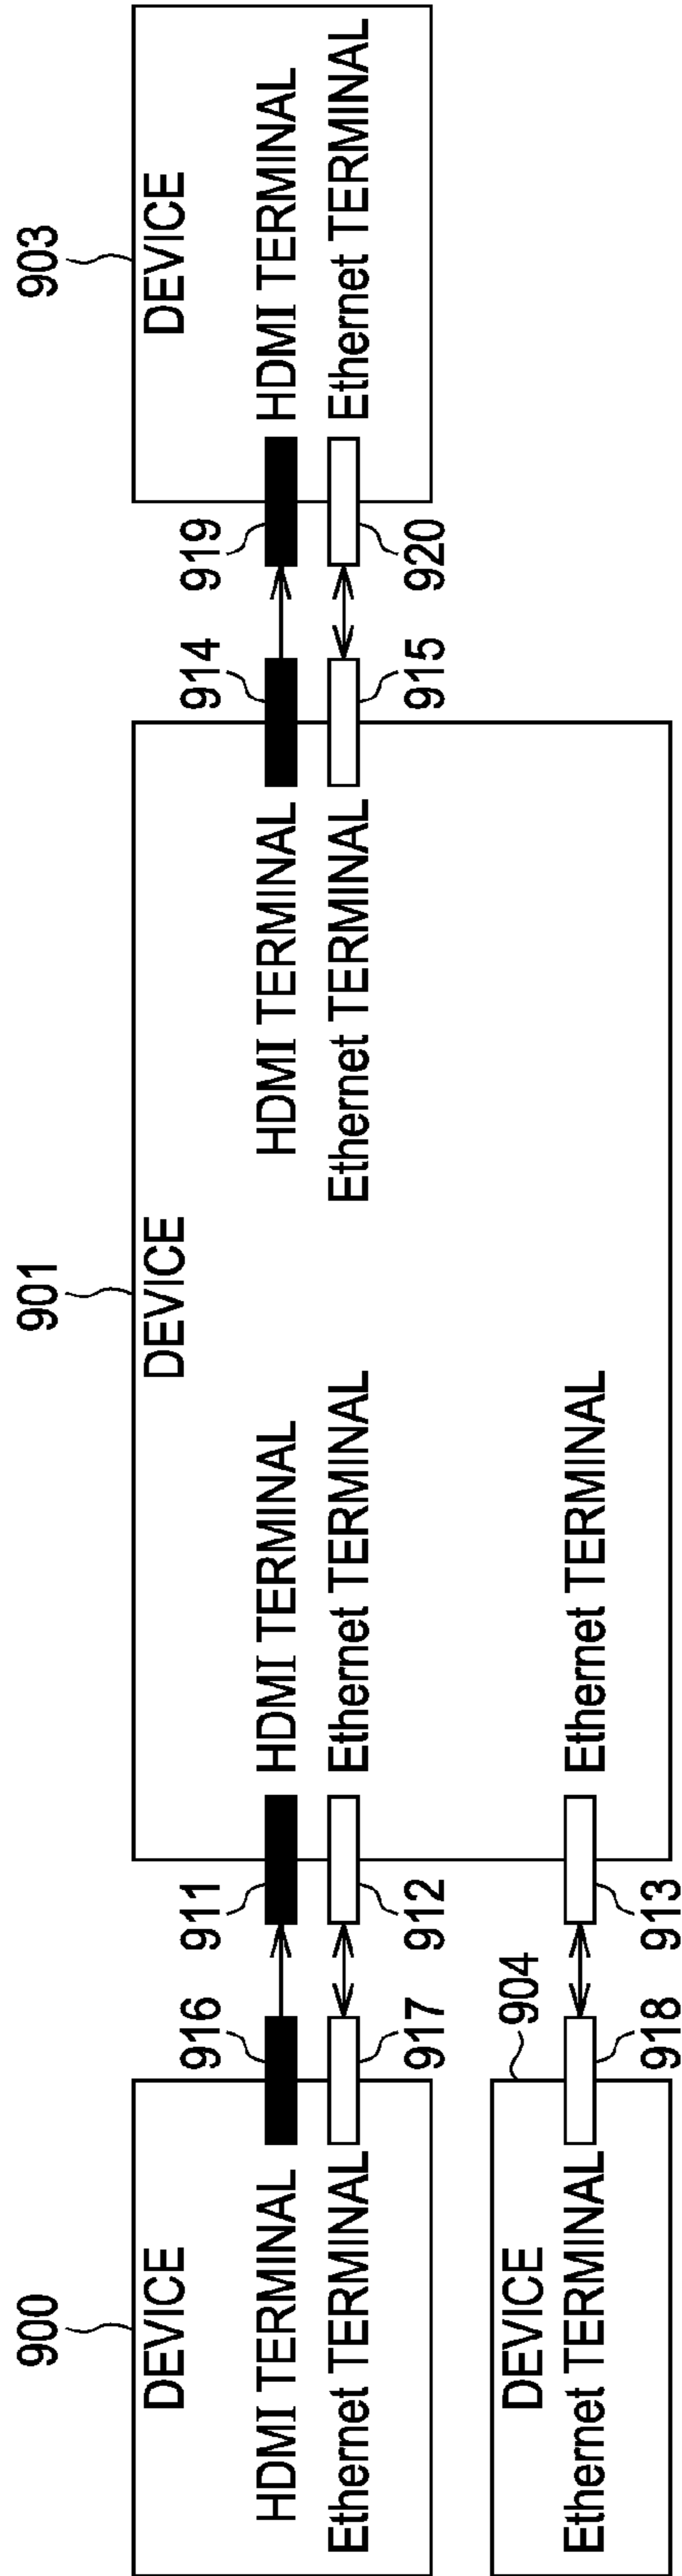 900
DEVICE
HDMI TERMINAL
Ethernet TERMINAL
916
917
904
DEVICE
Ethernet TERMINAL
918
901
DEVICE
911
HDMI TERMINAL
912
Ethernet TERMINAL
913
Ethernet TERMINAL
914
HDMI TERMINAL
915
Ethernet TERMINAL
903
DEVICE
919
HDMI TERMINAL
920
Ethernet TERMINAL